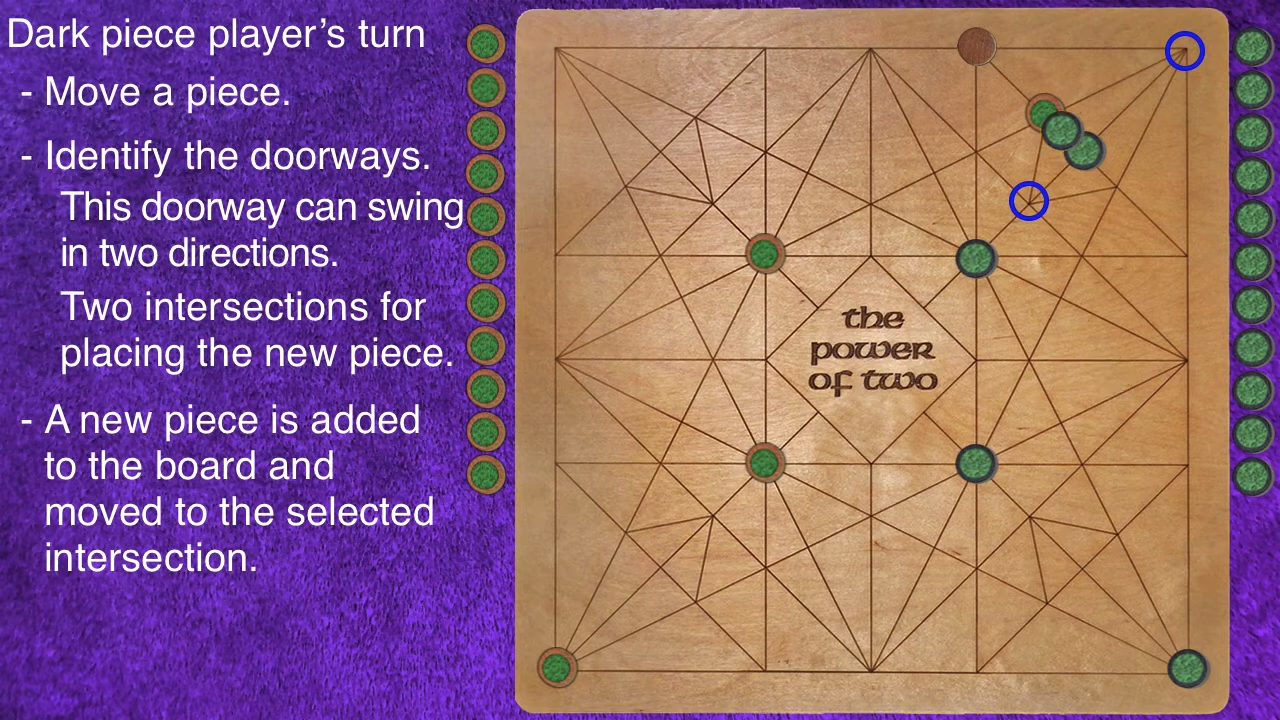 Dark piece player's turn
- Move a piece.
- Identify the doorways.
This doorway can swing
in two directions.
Two intersections for
placing the new piece.
- A new piece is added
to the board and
moved to the selected
intersection.
the
power
of two